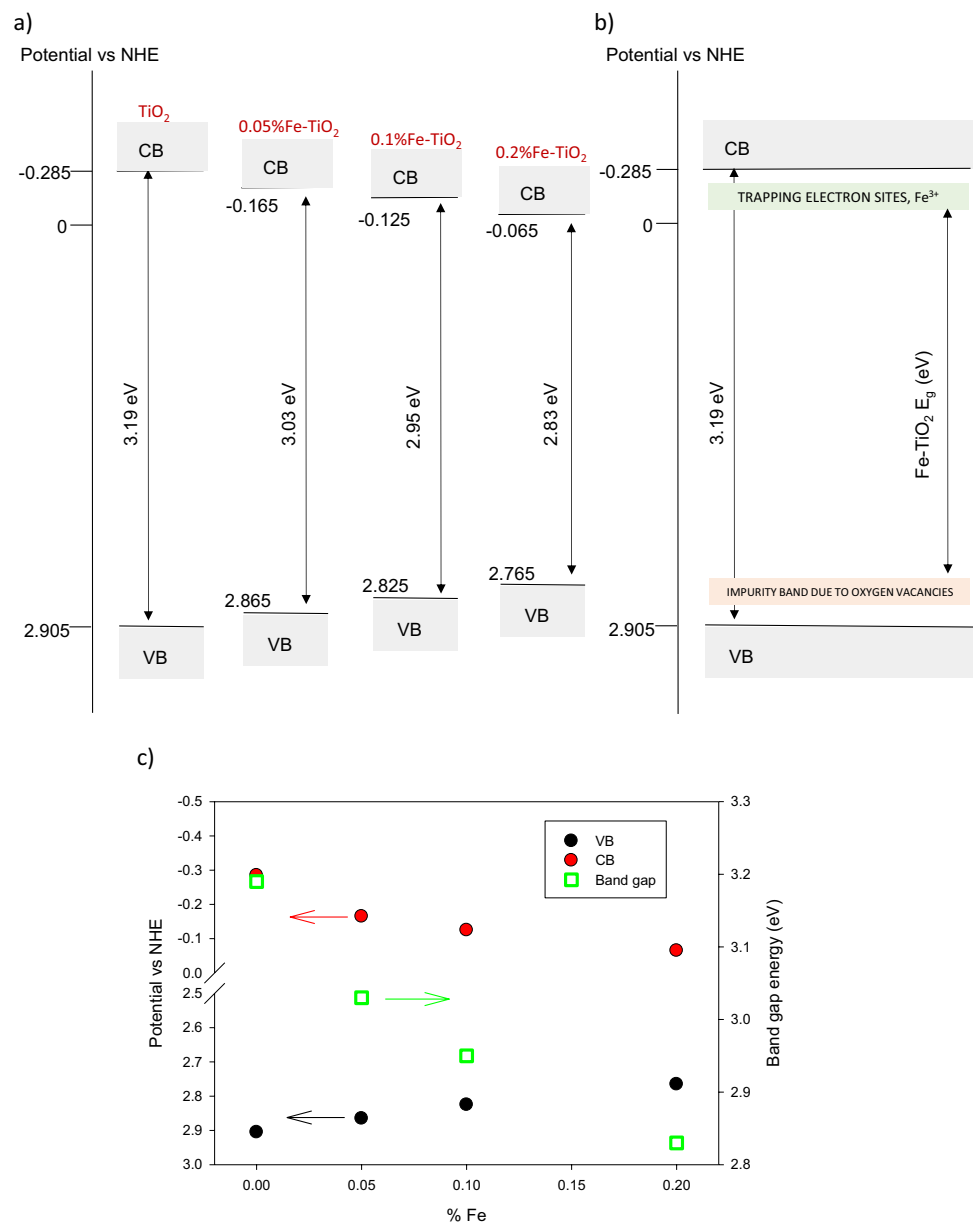 a)
Potential vs NHE
TiO₂
0.05%Fe-TiO₂
0.1%Fe-TiO₂
0.2%Fe-TiO₂
CB
CB
CB
CB
-0.285
-0.165
-0.125
-0.065
0
3.19 eV
3.03 eV
2.95 eV
2.83 eV
2.905
2.865
2.825
2.765
VB
VB
VB
VB
b)
Potential vs NHE
CB
-0.285
TRAPPING ELECTRON SITES, Fe³⁺
0
3.19 eV
Fe-TiO₂ E₉ (eV)
IMPURITY BAND DUE TO OXYGEN VACANCIES
2.905
VB
c)
Potential vs NHE
-0.5
-0.4
-0.3
-0.2
-0.1
0.0
2.5
2.6
2.7
2.8
2.9
3.0
VB
CB
Band gap
3.3
3.2
3.1
3.0
2.9
2.8
Band gap energy (eV)
0.00
0.05
0.10
0.15
0.20
% Fe